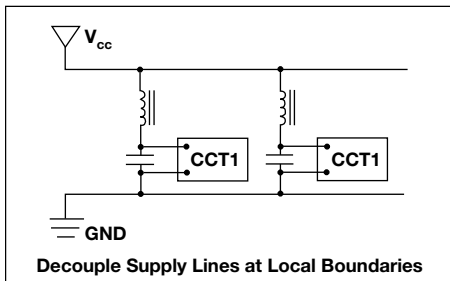 Vcc
CCT1
CCT1
GND
Decouple Supply Lines at Local Boundaries